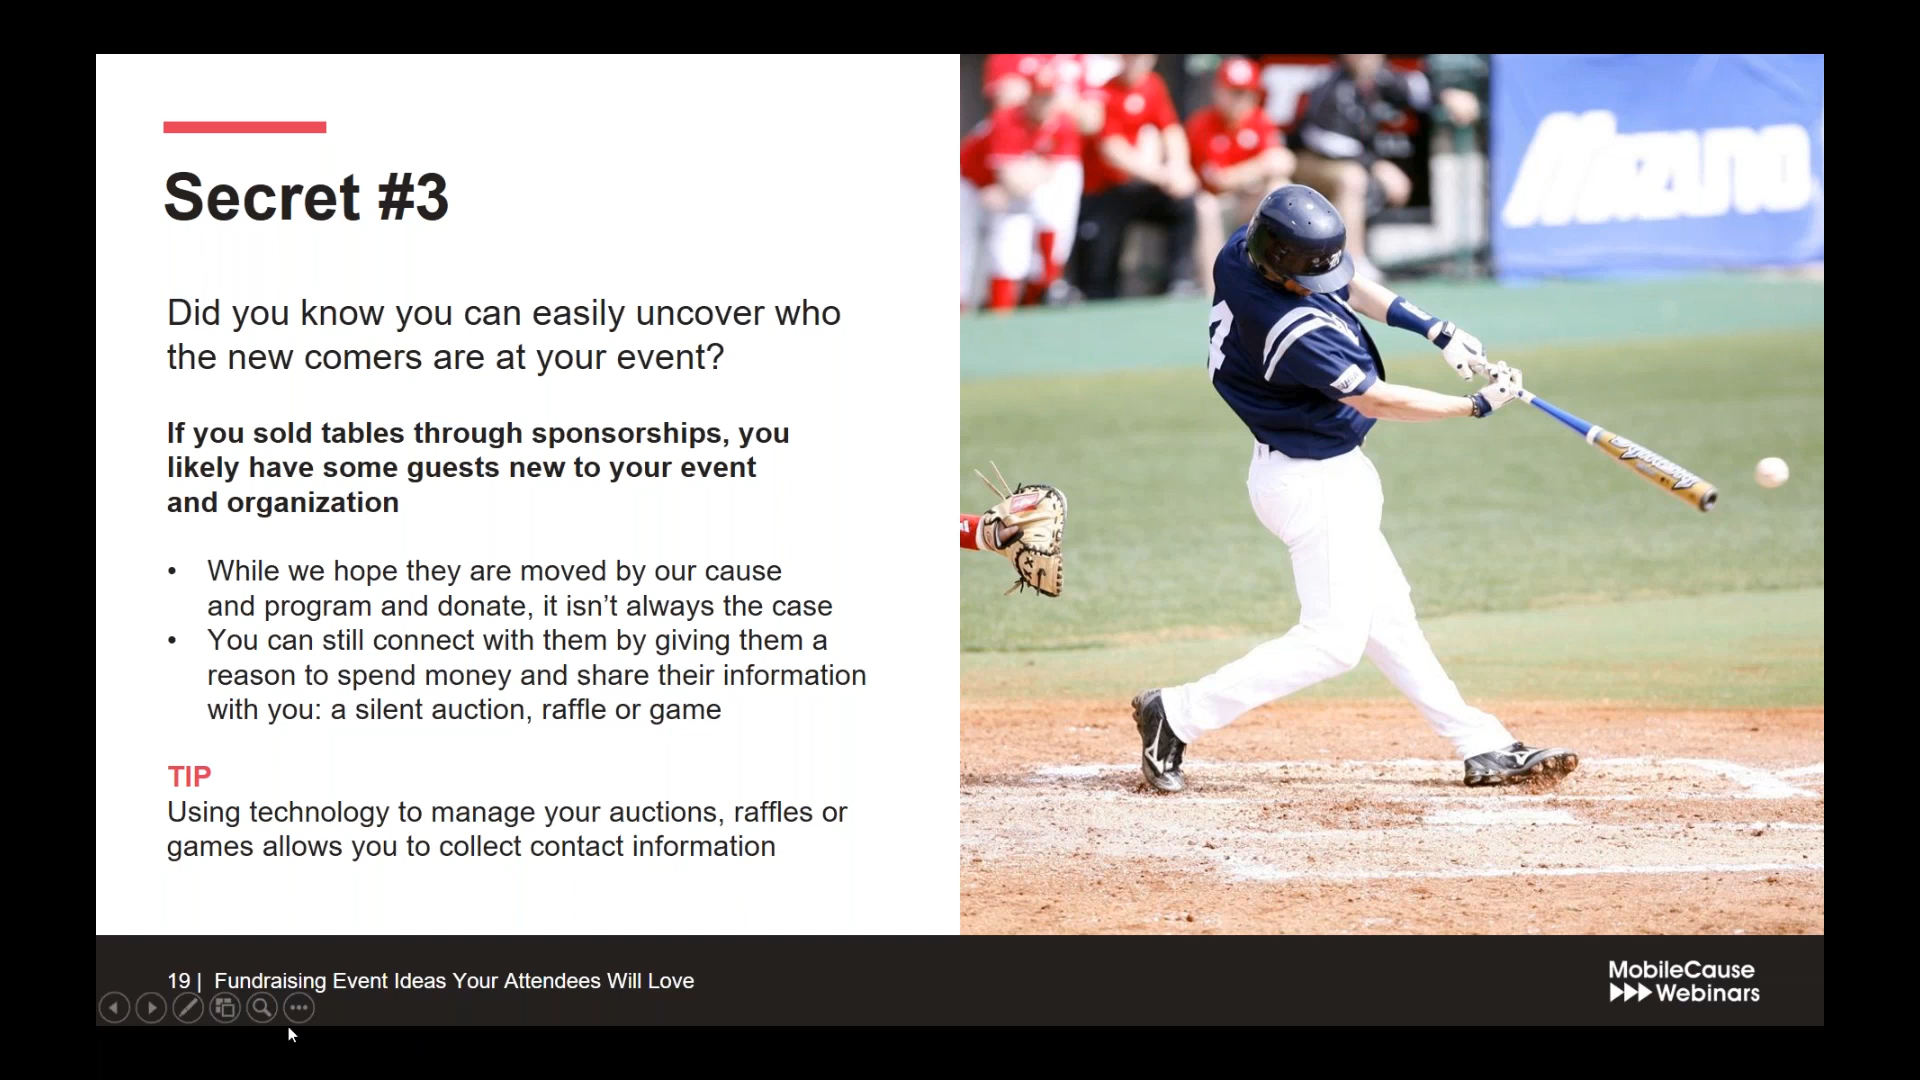 Secret #3
Did you know you can easily uncover who
the new comers are at your event?
If you sold tables through sponsorships, you
likely have some guests new to your event
and organization
• While we hope they are moved by our cause
and program and donate, it isn’t always the case
• You can still connect with them by giving them a
reason to spend money and share their information
with you: a silent auction, raffle or game
TIP
Using technology to manage your auctions, raffles or
games allows you to collect contact information
Mizuno
19 | Fundraising Event Ideas Your Attendees Will Love
MobileCause
Webinars